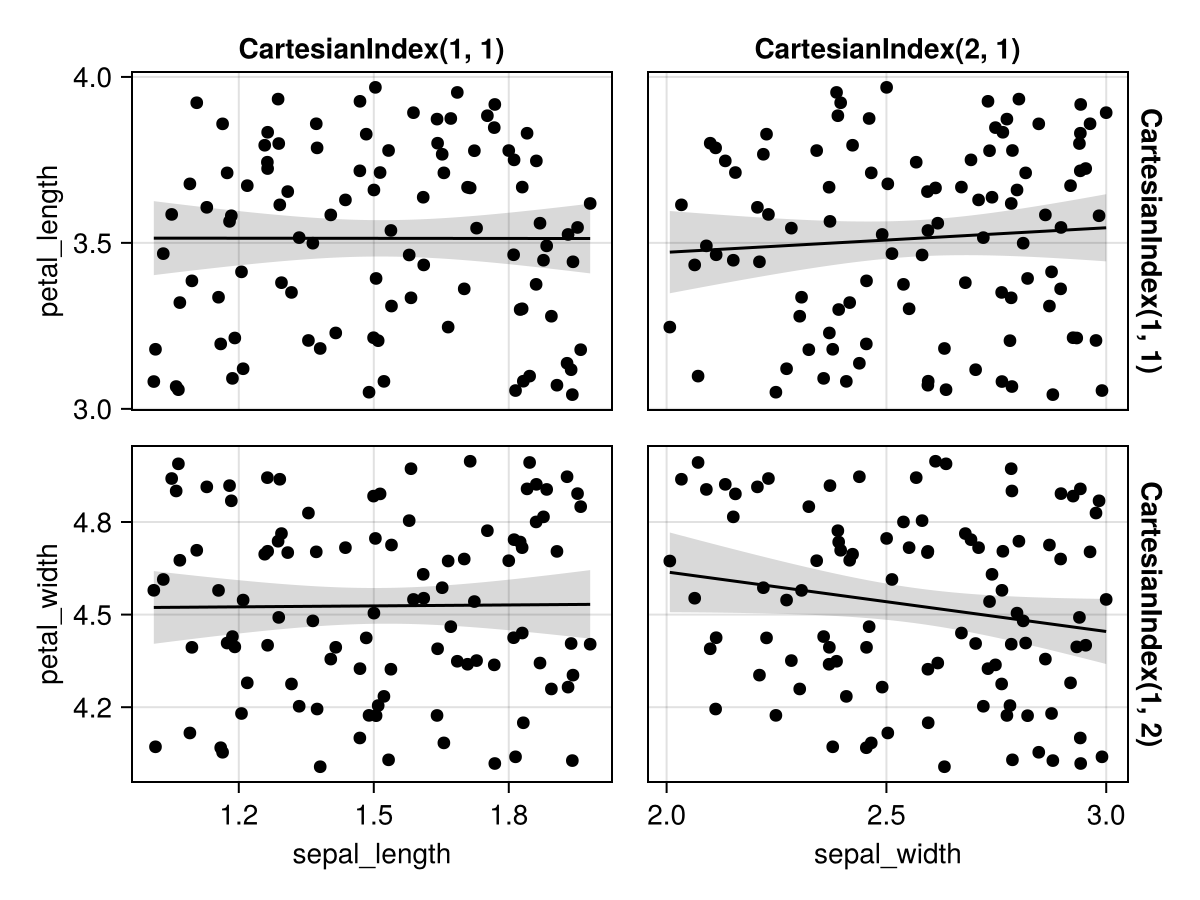 CartesianIndex(1, 1)
CartesianIndex(2, 1)
4.0
3.5
3.0
petal_length
CartesianIndex(1, 1)
4.8
4.5
4.2
petal_width
CartesianIndex(1, 2)
1.2
1.5
1.8
2.0
2.5
3.0
sepal_length
sepal_width